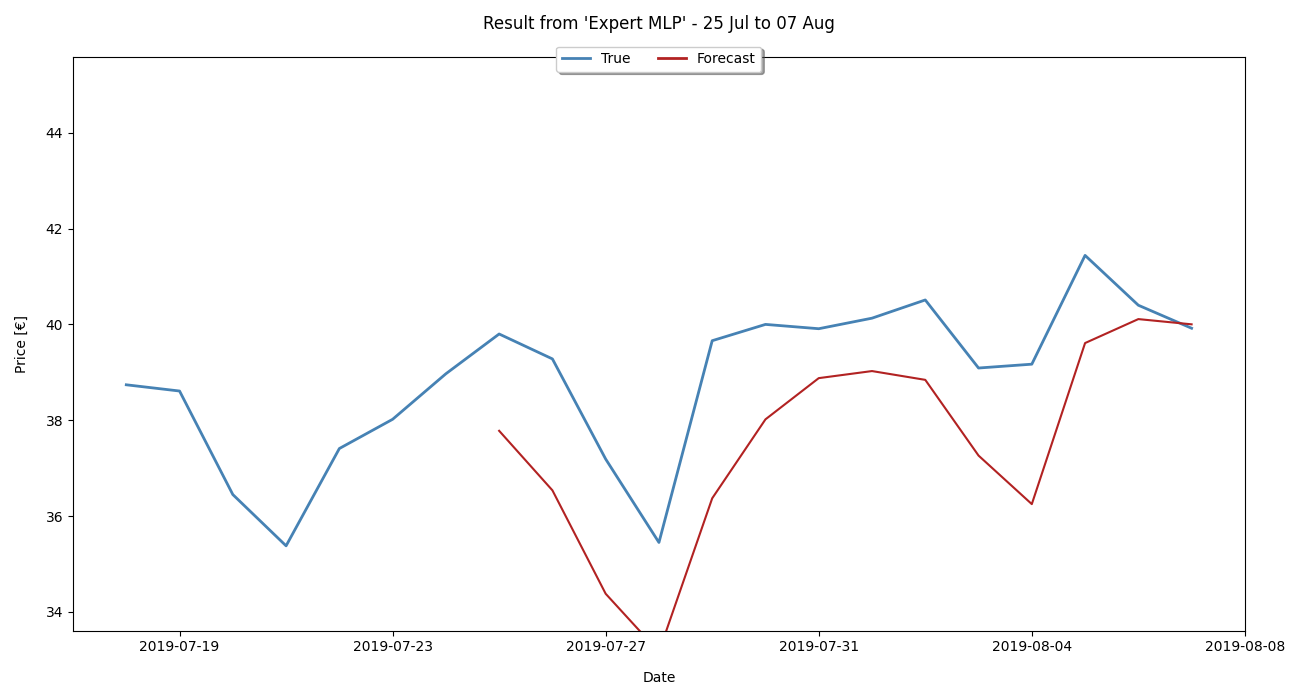 Result from 'Expert MLP' - 25 Jul to 07 Aug
True Forecast
44
42
40
38
36
34
Price [€]
2019-07-19 2019-07-23 2019-07-27 2019-07-31 2019-08-04 2019-08-08
Date